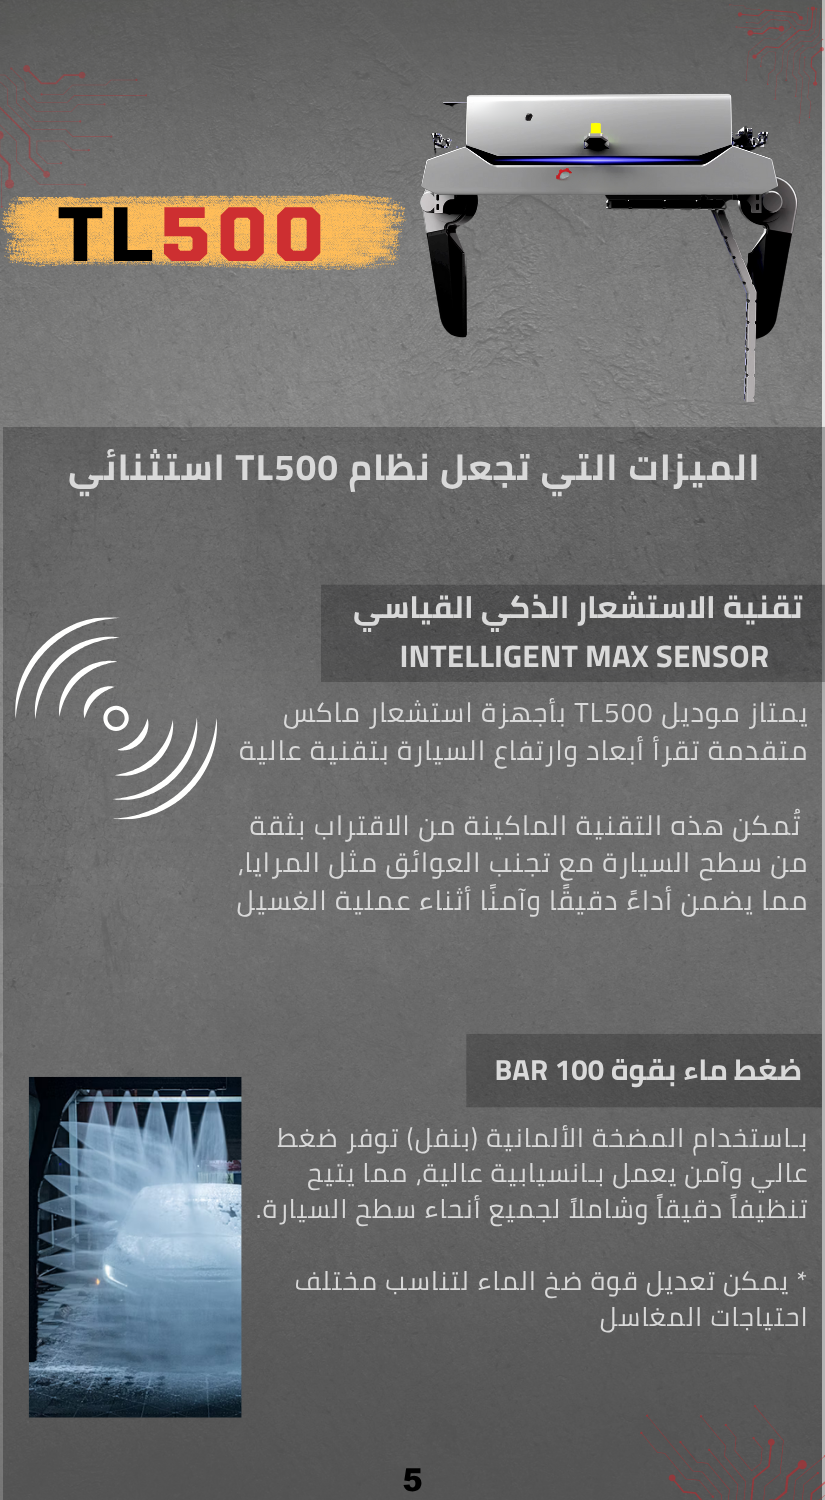 TL500
الميزات التي تجعل نظام TL500 استثنائي
تقنية الاستشعار الذكي القياسي
INTELLIGENT MAX SENSOR
يمتاز موديل TL500 بأجهزة استشعار ماكس
متقدمة تقرأ أبعاد وارتفاع السيارة بتقنية عالية
تُمكن هذه التقنية الماكينة من الاقتراب بثقة
من سطح السيارة مع تجنب العوائق مثل المرايا,
مما يضمن أداءً دقيقًا وآمنًا أثناء عملية الغسيل
ضغط ماء بقوة 100 BAR
بـاستخدام المضخة الألمانية (بنفل) توفر ضغط
عالي وآمن يعمل بـانسيابية عالية, مما يتيح
تنظيفاً دقيقاً وشاملاً لجميع أنحاء سطح السيارة.
* يمكن تعديل قوة ضخ الماء لتناسب مختلف
احتياجات المغاسل
5